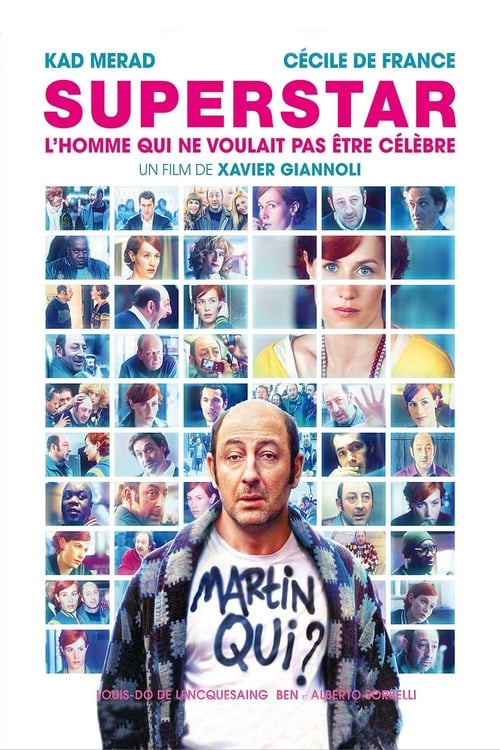 KAD MERAD CÉCILE DE FRANCE
SUPERSTAR
L'HOMME QUI NE VOULAIT PAS ÊTRE CÉLÈBRE
UN FILM DE XAVIER GIANNOLI
MARTIN
QUI?
LOUIS-DO DE LENCQUESAING BEN ET ALBERTO SORBELLI